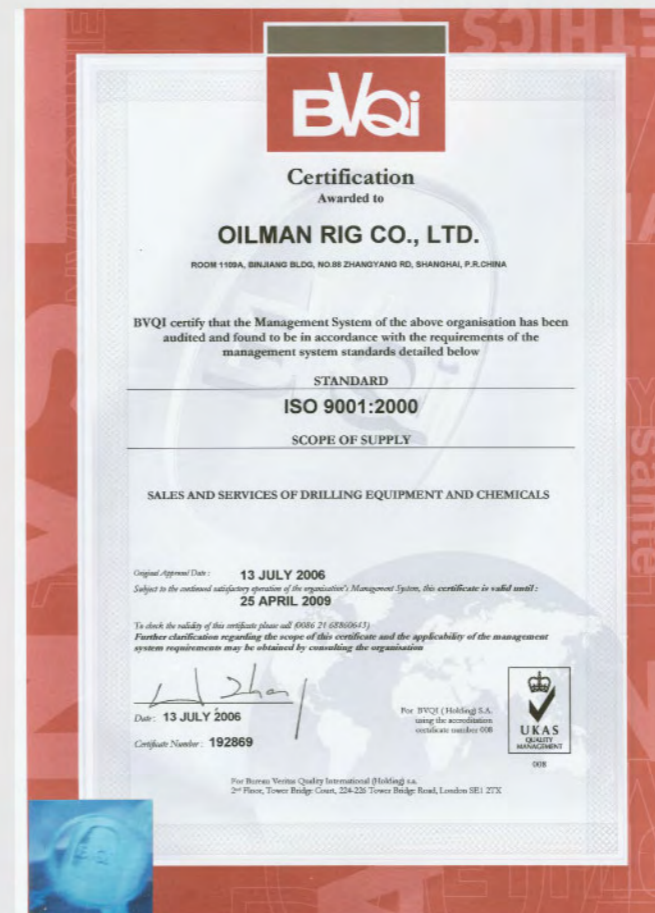 ETHICS
BVQi
Certification
Awarded to
OILMAN RIG CO., LTD.
ROOM 1109A, BINJIANG BLDG, NO.88 ZHANGYANG RD, SHANGHAI, P.R.CHINA
BVQI certify that the Management System of the above organisation has been
audited and found to be in accordance with the requirements of the
management system standards detailed below
STANDARD
ISO 9001:2000
SCOPE OF SUPPLY
SALES AND SERVICES OF DRILLING EQUIPMENT AND CHEMICALS
Original Approval Date : 13 JULY 2006
Subject to the continued satisfactory operation of the organisation's Management System, this certificate is valid until :
25 APRIL 2009
To check the validity of this certificate please call (0086 21 68860643)
Further clarification regarding the scope of this certificate and the applicability of the management
system requirements may be obtained by consulting the organisation
Date : 13 JULY 2006
Certificate Number : 192869
For BVQI (Holding) S.A.
using the accreditation
certificate number 008
UKAS
QUALITY
MANAGEMENT
008
For Bureau Veritas Quality International (Holding) s.a.
2nd Floor, Tower Bridge Court, 224-226 Tower Bridge Road, London SE1 2TX